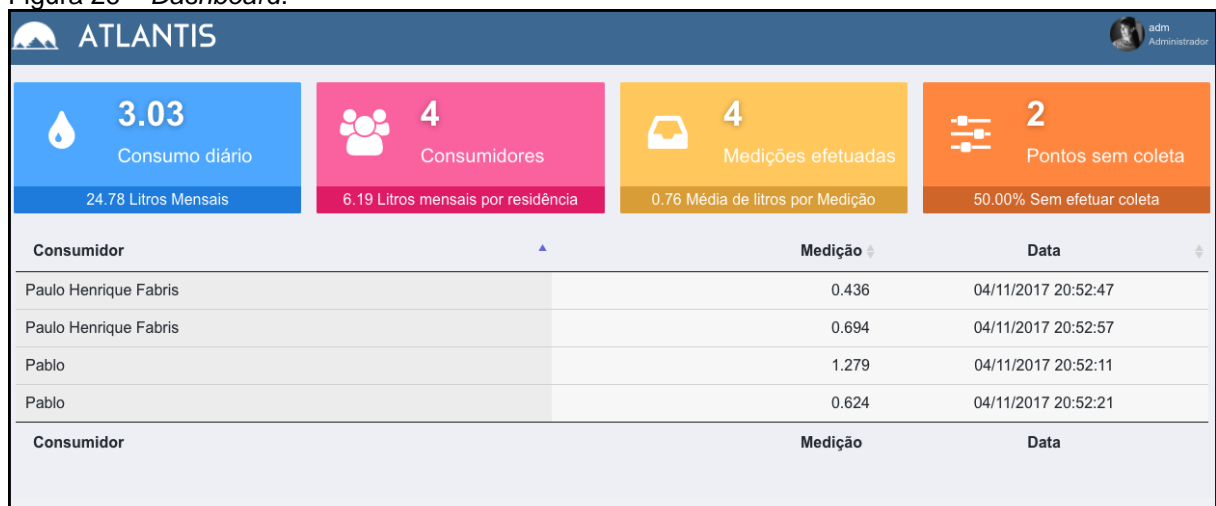 Figura 26 – Dashboard.
ATLANTIS
adm
Administrador
3.03
Consumo diário
24.78 Litros Mensais
4
Consumidores
6.19 Litros mensais por residência
4
Medições efetuadas
0.76 Média de litros por Medição
2
Pontos sem coleta
50.00% Sem efetuar coleta
Consumidor Medição Data
Paulo Henrique Fabris 0.436 04/11/2017 20:52:47
Paulo Henrique Fabris 0.694 04/11/2017 20:52:57
Pablo 1.279 04/11/2017 20:52:11
Pablo 0.624 04/11/2017 20:52:21
Consumidor Medição Data